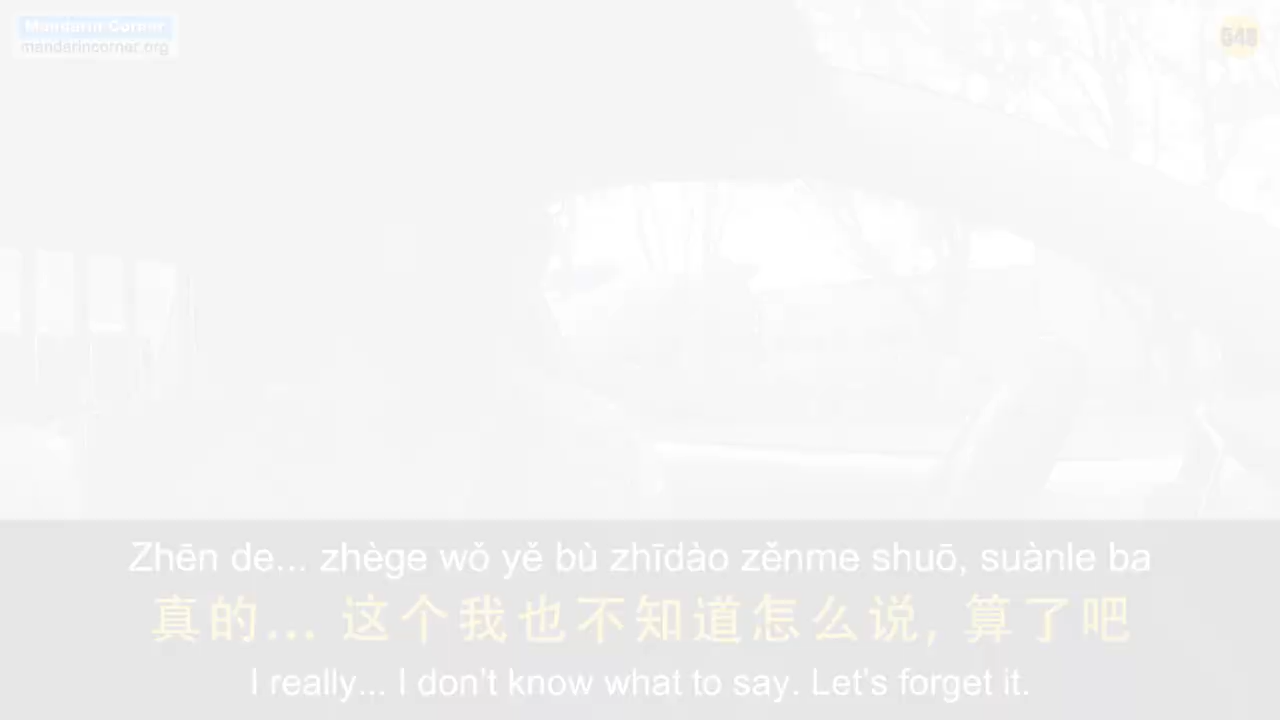 Mandarin Corner
mandarincorner.org
648
Zhēn de... zhège wǒ yě bù zhīdào zěnme shuō, suànle ba
真的... 这个我也不知道怎么说, 算了吧
I really... I don't know what to say. Let's forget it.